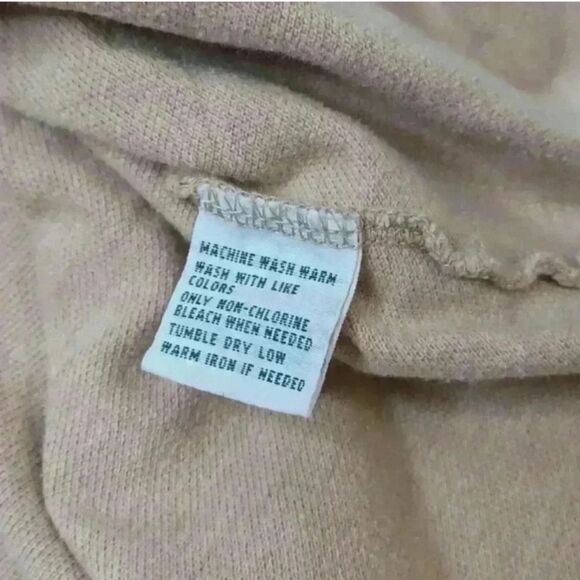 MACHINE WASH WARM
WASH WITH LIKE
COLORS
ONLY NON-CHLORINE
BLEACH WHEN NEEDED
TUMBLE DRY LOW
WARM IRON IF NEEDED